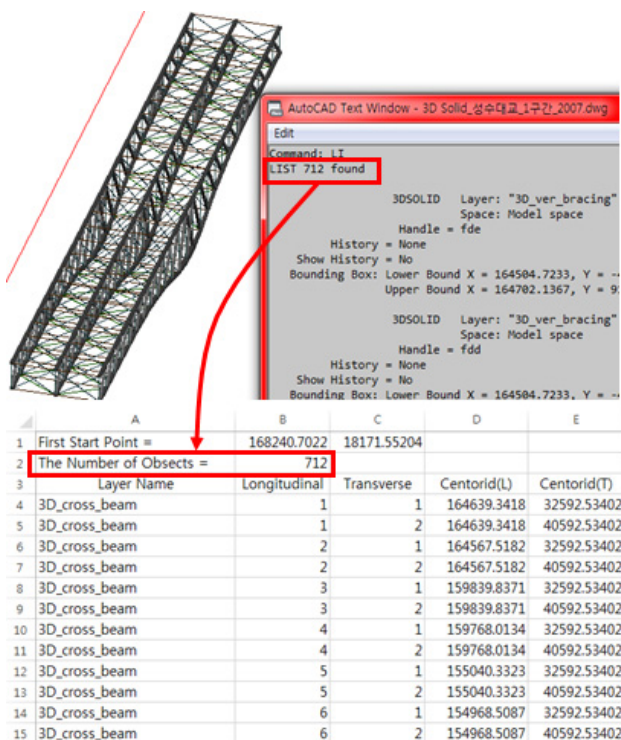 AutoCAD Text Window - 3D Solid_성수대교_1구간_2007.dwg
Edit
Command: LI
LIST 712 found
3DSOLID Layer: "3D_ver_bracing"
Space: Model space
Handle = fde
History = None
Show History = No
Bounding Box: Lower Bound X = 164504.7233, Y = -
Upper Bound X = 164702.1367, Y = 9
3DSOLID Layer: "3D_ver_bracing"
Space: Model space
Handle = fdd
History = None
Show History = No
Bounding Box: Lower Bound X = 164504.7233, Y = -
A B C D E
1 First Start Point = 168240.7022 18171.55204
2 The Number of Obsects = 712
3 Layer Name Longitudinal Transverse Centorid(L) Centorid(T)
4 3D_cross_beam 1 1 164639.3418 32592.53402
5 3D_cross_beam 1 2 164639.3418 40592.53402
6 3D_cross_beam 2 1 164567.5182 32592.53402
7 3D_cross_beam 2 2 164567.5182 40592.53402
8 3D_cross_beam 3 1 159839.8371 32592.53402
9 3D_cross_beam 3 2 159839.8371 40592.53402
10 3D_cross_beam 4 1 159768.0134 32592.53402
11 3D_cross_beam 4 2 159768.0134 40592.53402
12 3D_cross_beam 5 1 155040.3323 32592.53402
13 3D_cross_beam 5 2 155040.3323 40592.53402
14 3D_cross_beam 6 1 154968.5087 32592.53402
15 3D_cross_beam 6 2 154968.5087 40592.53402